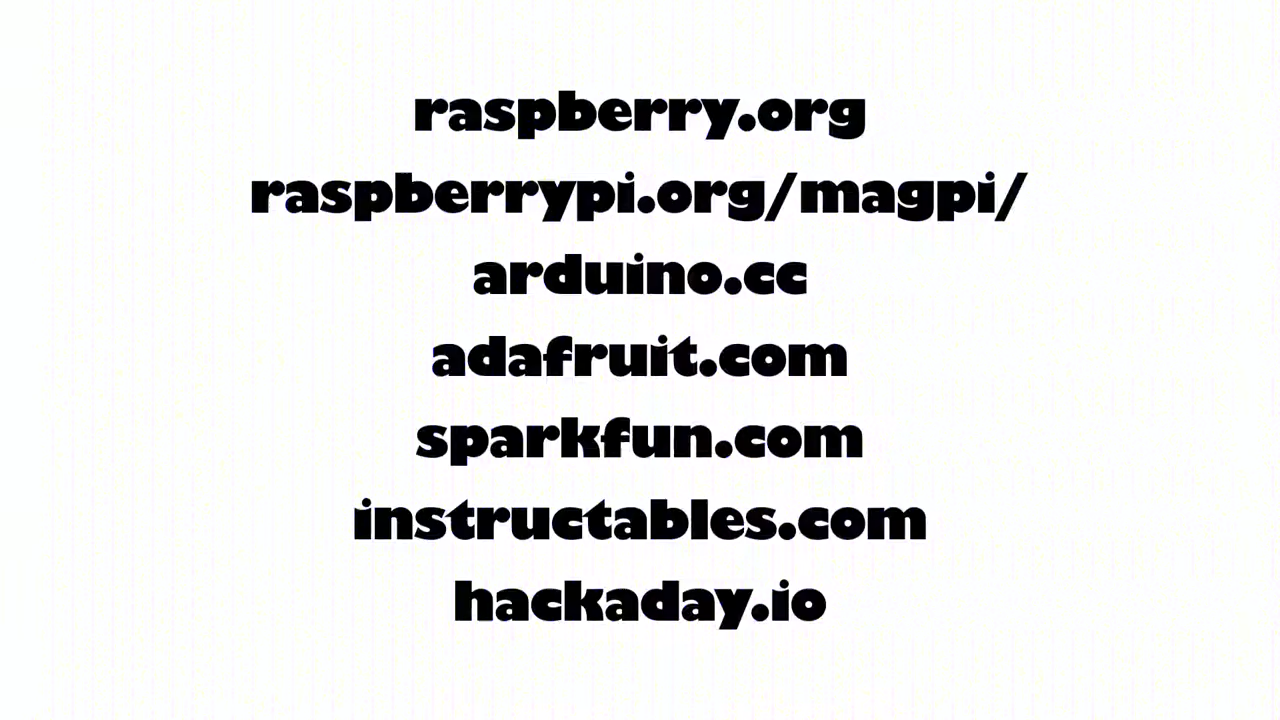 raspberry.org
raspberrypi.org/magpi/
arduino.cc
adafruit.com
sparkfun.com
instructables.com
hackaday.io